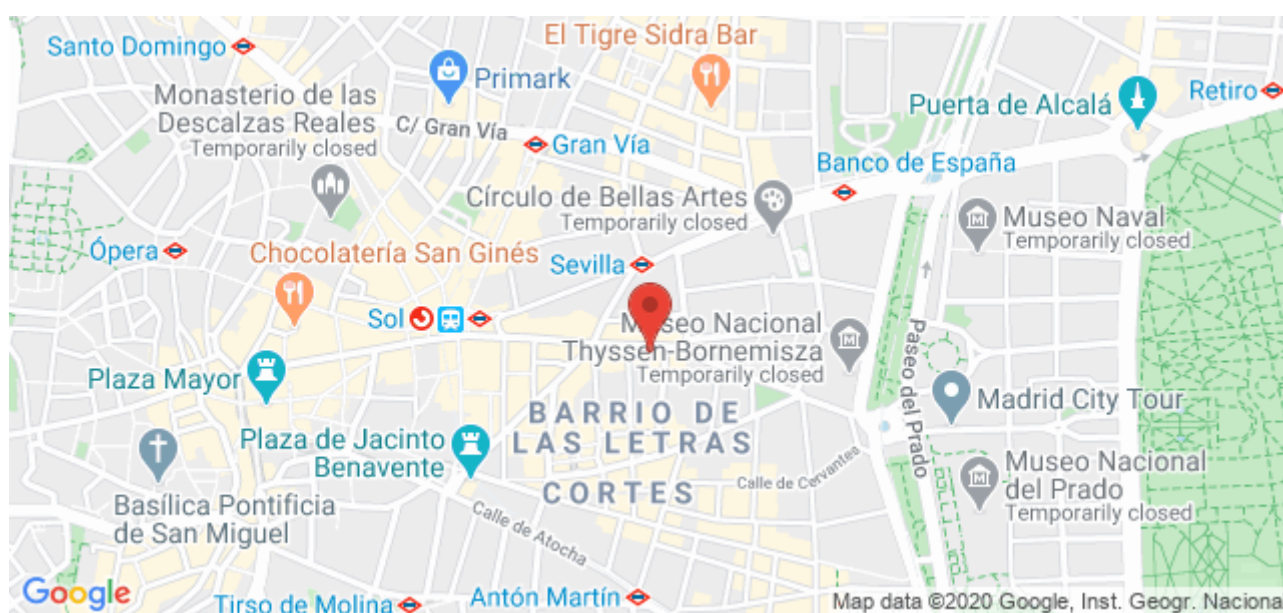 Santo Domingo
El Tigre Sidra Bar
Primark
Retiro
Puerta de Alcalá
Monasterio de las
Descalzas Reales
Temporarily closed
C/ Gran Vía
Gran Vía
Banco de España
Círculo de Bellas Artes
Temporarily closed
Museo Naval
Temporarily closed
Ópera
Chocolatería San Ginés
Sevilla
Sol
Museo Nacional
Thyssen-Bornemisza
Temporarily closed
Paseo del Prado
Plaza Mayor
Madrid City Tour
BARRIO DE
LAS LETRAS
Plaza de Jacinto
Benavente
CORTES
Calle de Cervantes
Museo Nacional
del Prado
Temporarily closed
Basílica Pontificia
de San Miguel
Calle de Atocha
Google
Tirso de Molina
Antón Martín
Map data ©2020 Google, Inst. Geogr. Naciona